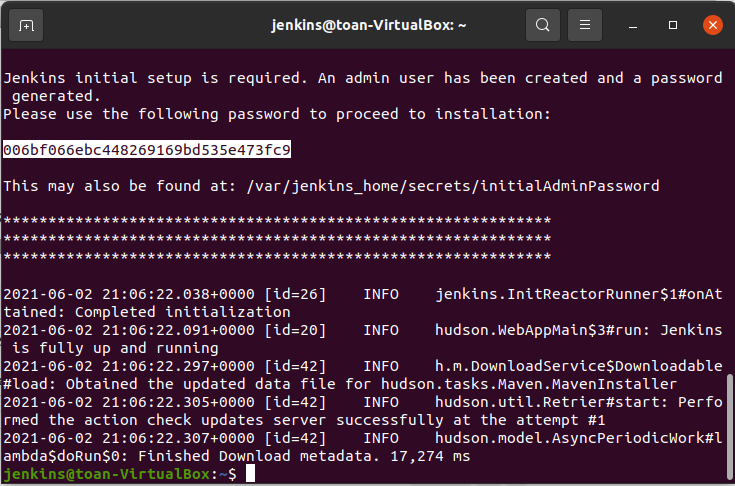 jenkins@toan-VirtualBox: ~
Jenkins initial setup is required. An admin user has been created and a password
 generated.
Please use the following password to proceed to installation:
006bf066ebc448269169bd535e473fc9
This may also be found at: /var/jenkins_home/secrets/initialAdminPassword
*************************************************************
*************************************************************
*************************************************************
2021-06-02 21:06:22.038+0000 [id=26]    INFO    jenkins.InitReactorRunner$1#onAt
tained: Completed initialization
2021-06-02 21:06:22.091+0000 [id=20]    INFO    hudson.WebAppMain$3#run: Jenkins
 is fully up and running
2021-06-02 21:06:22.297+0000 [id=42]    INFO    h.m.DownloadService$Downloadable
#load: Obtained the updated data file for hudson.tasks.Maven.MavenInstaller
2021-06-02 21:06:22.305+0000 [id=42]    INFO    hudson.util.Retrier#start: Perfo
rmed the action check updates server successfully at the attempt #1
2021-06-02 21:06:22.307+0000 [id=42]    INFO    hudson.model.AsyncPeriodicWork#l
ambda$doRun$0: Finished Download metadata. 17,274 ms
jenkins@toan-VirtualBox:~$